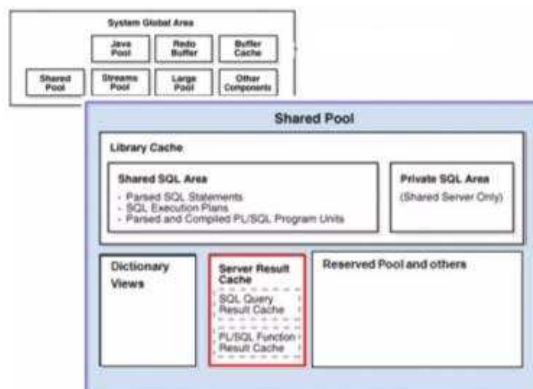 System Global Area
Java
Pool
Redo
Buffer
Buffer
Cache
Shared
Pool
Streams
Pool
Large
Pool
Other
Components
Shared Pool
Library Cache
Shared SQL Area
- Parsed SQL Statements
- SQL Execution Plans
- Parsed and Compiled PL/SQL Program Units
Private SQL Area
(Shared Server Only)
Dictionary
Views
Server Result
Cache
SQL Query
Result Cache
PL/SQL Function
Result Cache
Reserved Pool and others